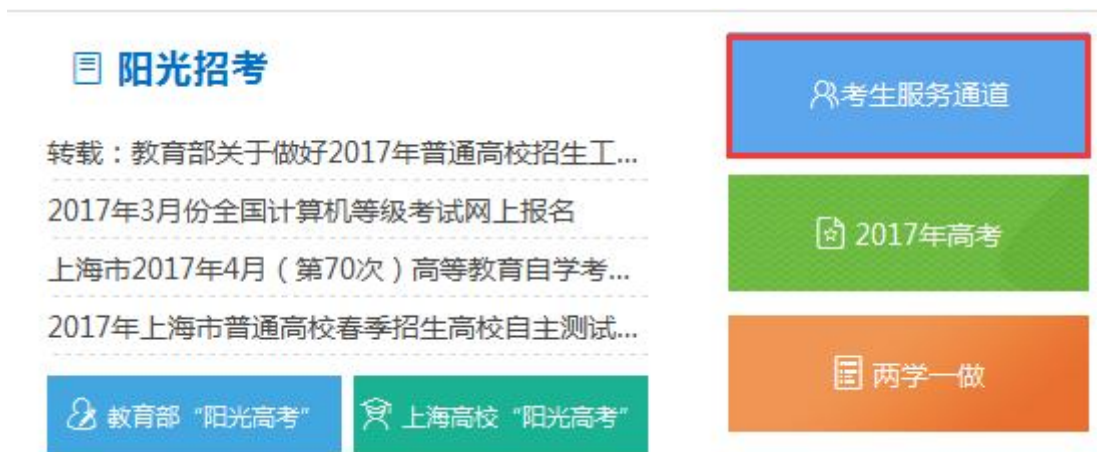 阳光招考
转载：教育部关于做好2017年普通高校招生工...
2017年3月份全国计算机等级考试网上报名
上海市2017年4月（第70次）高等教育自学考...
2017年上海市普通高校春季招生高校自主测试...
教育部“阳光高考”
上海高校“阳光高考”
考生服务通道
2017年高考
两学一做